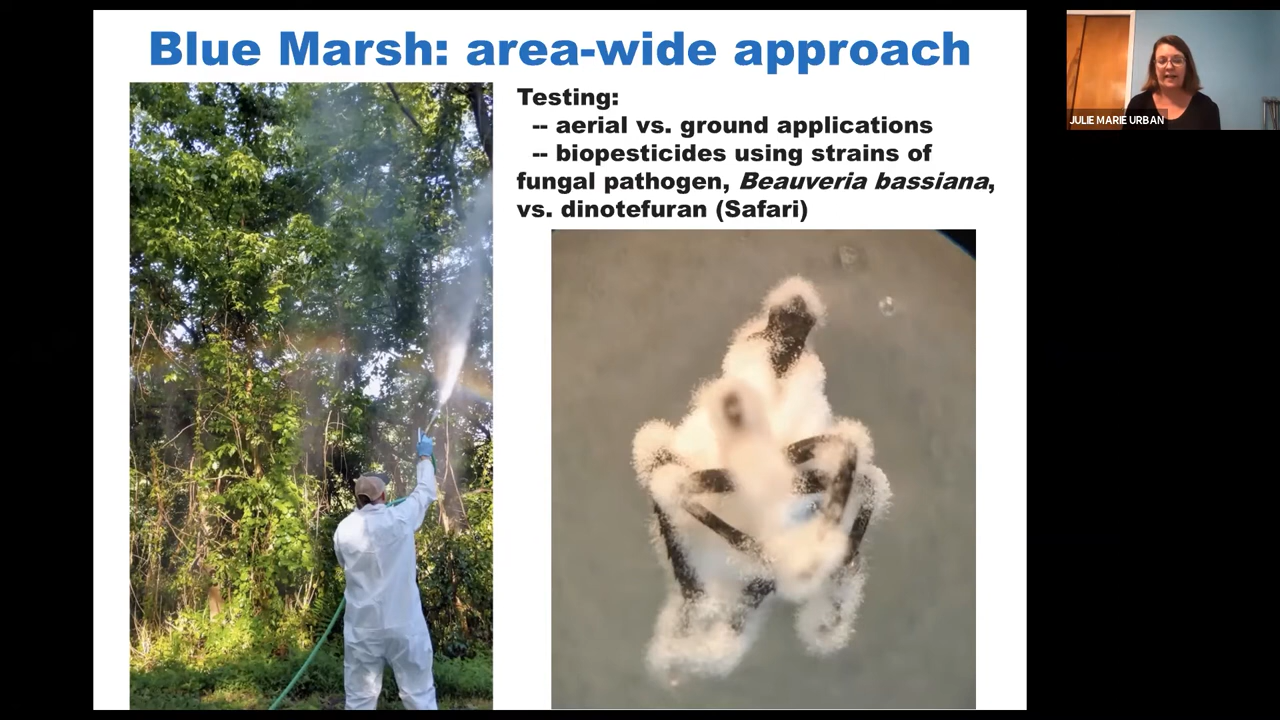 Blue Marsh: area-wide approach
Testing:
-- aerial vs. ground applications
-- biopesticides using strains of
fungal pathogen, Beauveria bassiana,
vs. dinotefuran (Safari)
JULIE MARIE URBAN